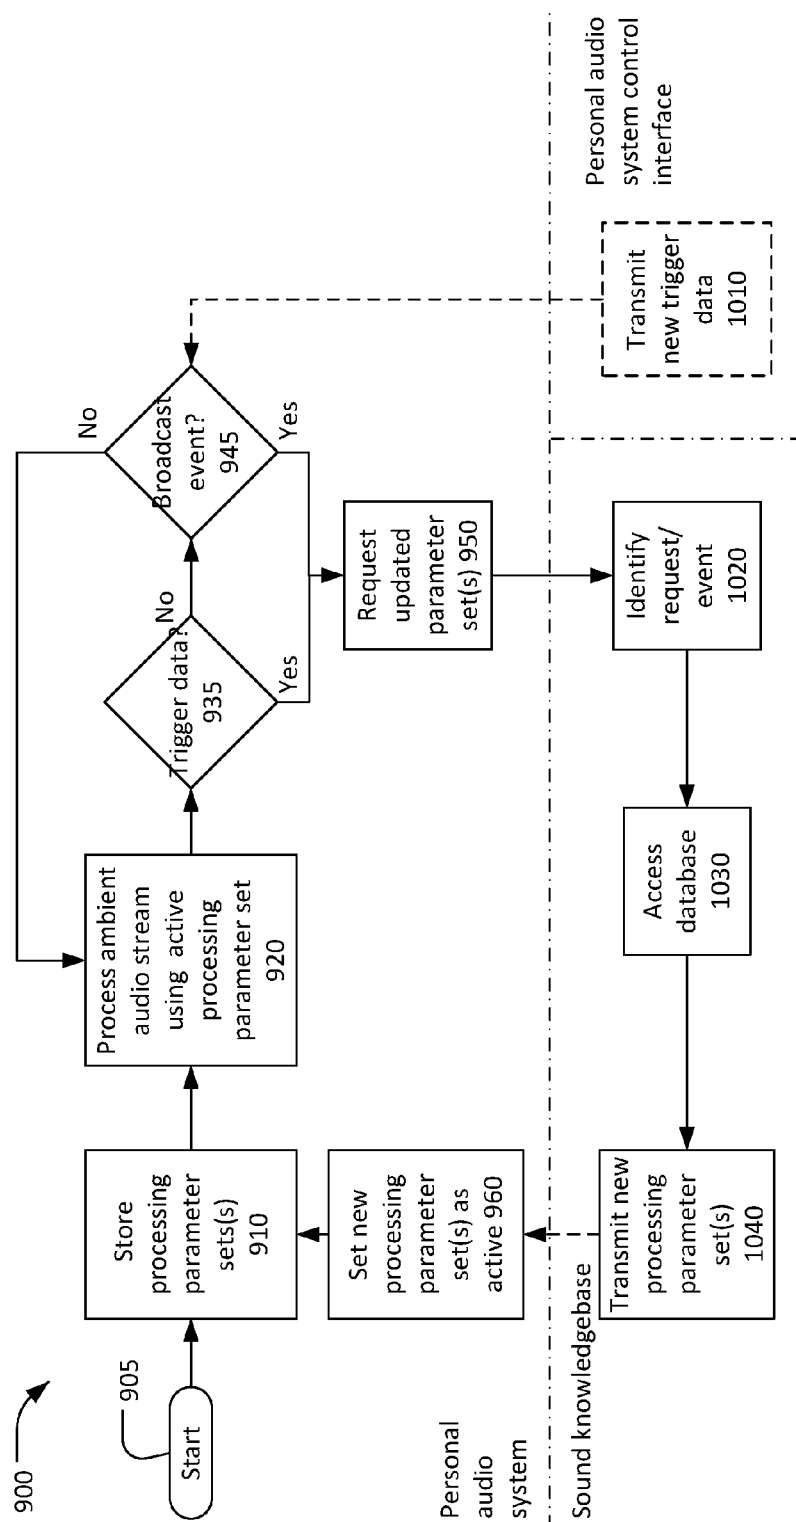 900
905
Start
Store
processing
parameter
sets(s)
910
Process ambient
audio stream
using active
processing
parameter set
920
Trigger data?
935
No
Yes
Broadcast
event?
945
No
Yes
Request
updated
parameter
set(s) 950
Set new
processing
parameter
set(s) as
active 960
Personal
audio
system
Sound knowledgebase
Transmit new
processing
parameter
set(s)
1040
Access
database
1030
Identify
request/
event
1020
Transmit
new trigger
data
1010
Personal audio
system control
interface